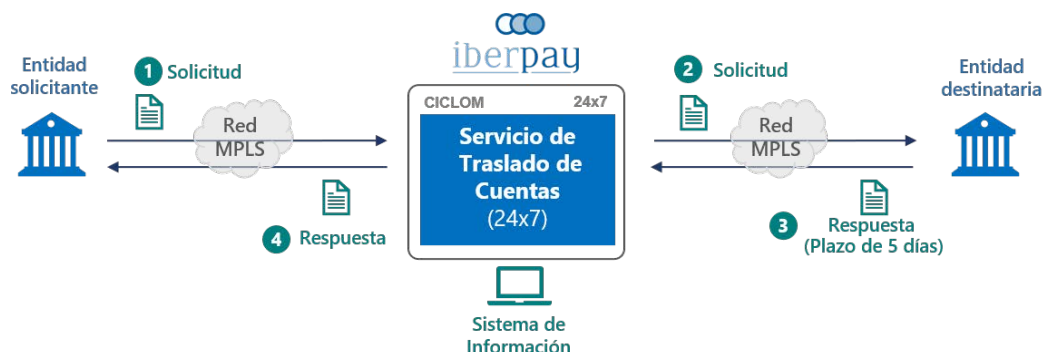 iberpay
Entidad
solicitante
1 Solicitud
Red
MPLS
4 Respuesta
CICLOM 24x7
Servicio de
Traslado de
Cuentas
(24x7)
Sistema de
Información
2 Solicitud
Red
MPLS
3 Respuesta
(Plazo de 5 días)
Entidad
destinataria